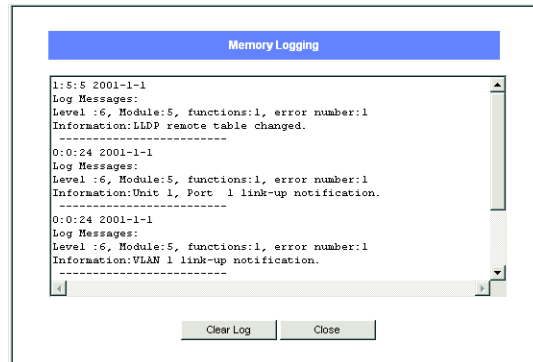 Memory Logging
1:5:5 2001-1-1
Log Messages:
Level :6, Module:5, functions:1, error number:1
Information:LLDP remote table changed.
--------------------------
0:0:24 2001-1-1
Log Messages:
Level :6, Module:5, functions:1, error number:1
Information:Unit 1, Port  1 link-up notification.
--------------------------
0:0:24 2001-1-1
Log Messages:
Level :6, Module:5, functions:1, error number:1
Information:VLAN 1 link-up notification.
--------------------------
Clear Log Close